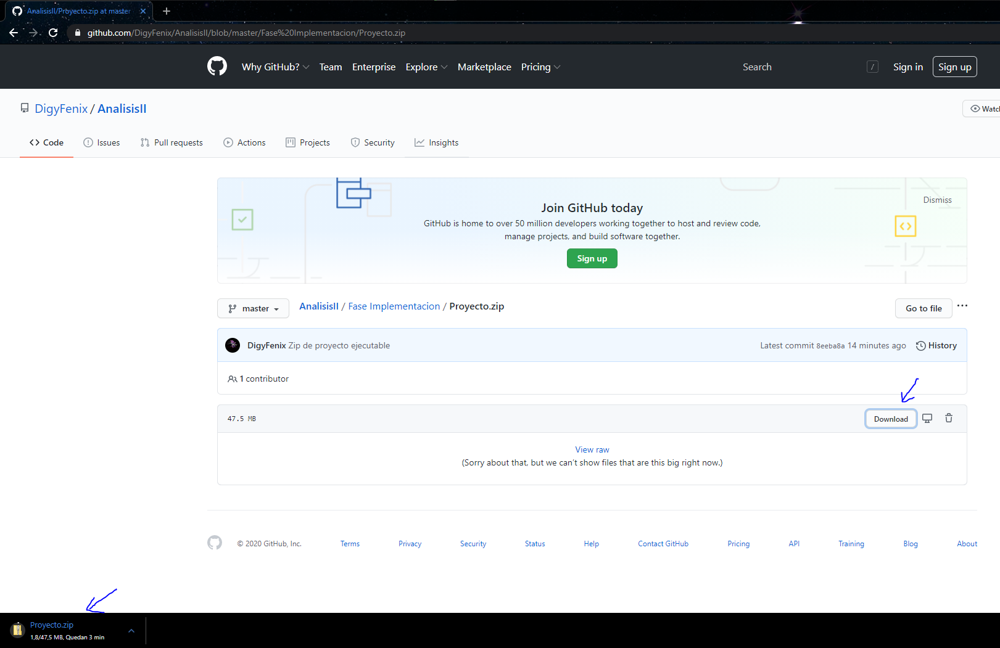 AnalisisII/Proyecto.zip at master
github.com/DigyFenix/AnalisisII/blob/master/Fase%20Implementacion/Proyecto.zip
Why GitHub? Team Enterprise Explore Marketplace Pricing Search / Sign in Sign up
DigyFenix / AnalisisII
Watch
Code Issues Pull requests Actions Projects Security Insights
Dismiss
Join GitHub today
GitHub is home to over 50 million developers working together to host and review code,
manage projects, and build software together.
Sign up
master AnalisisII / Fase Implementacion / Proyecto.zip Go to file ...
DigyFenix Zip de proyecto ejecutable Latest commit 8eeba8a 14 minutes ago History
1 contributor
47.5 MB Download
View raw
(Sorry about that, but we can't show files that are this big right now.)
© 2020 GitHub, Inc. Terms Privacy Security Status Help Contact GitHub Pricing API Training Blog About
Proyecto.zip
1,8/47,5 MB, Quedan 3 min